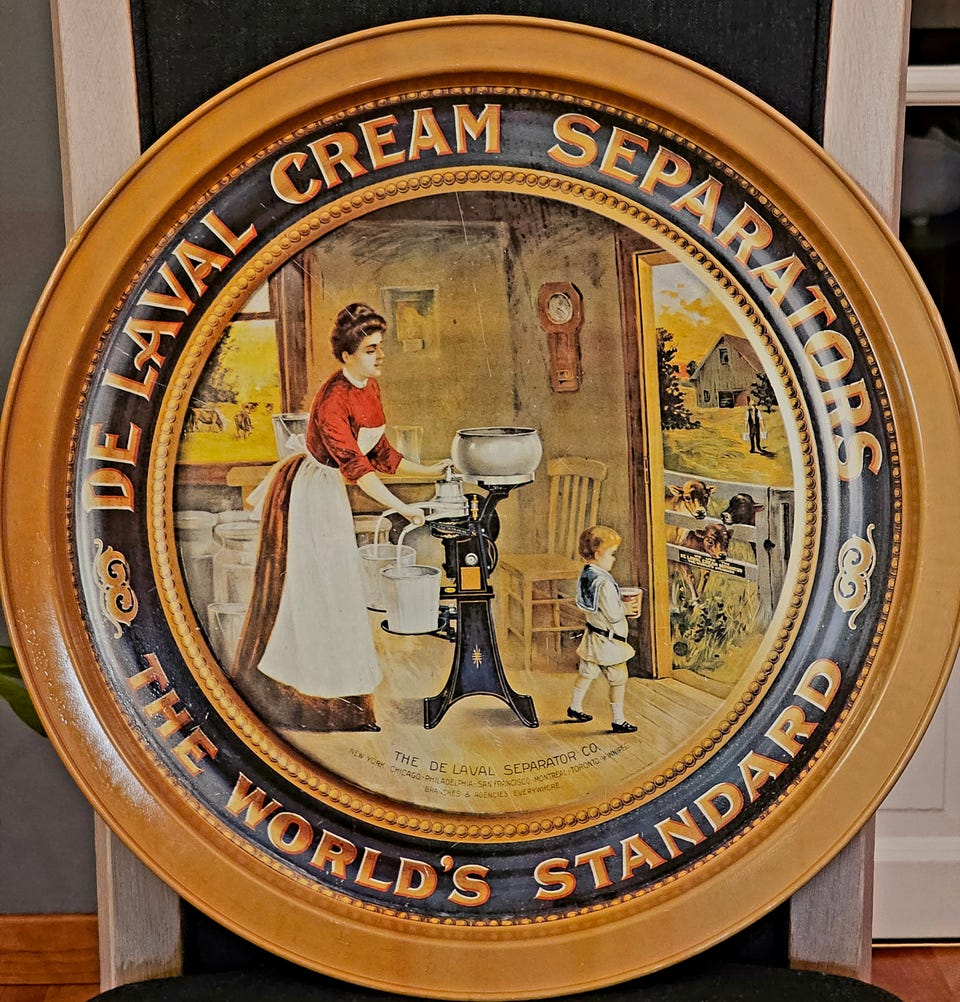 DE LAVAL CREAM SEPARATORS
THE DE LAVAL SEPARATOR CO.
NEW YORK · CHICAGO · PHILADELPHIA · SAN FRANCISCO · MONTREAL · TORONTO · WINNIPEG
BRANCHES & AGENCIES EVERYWHERE.
THE WORLD'S STANDARD